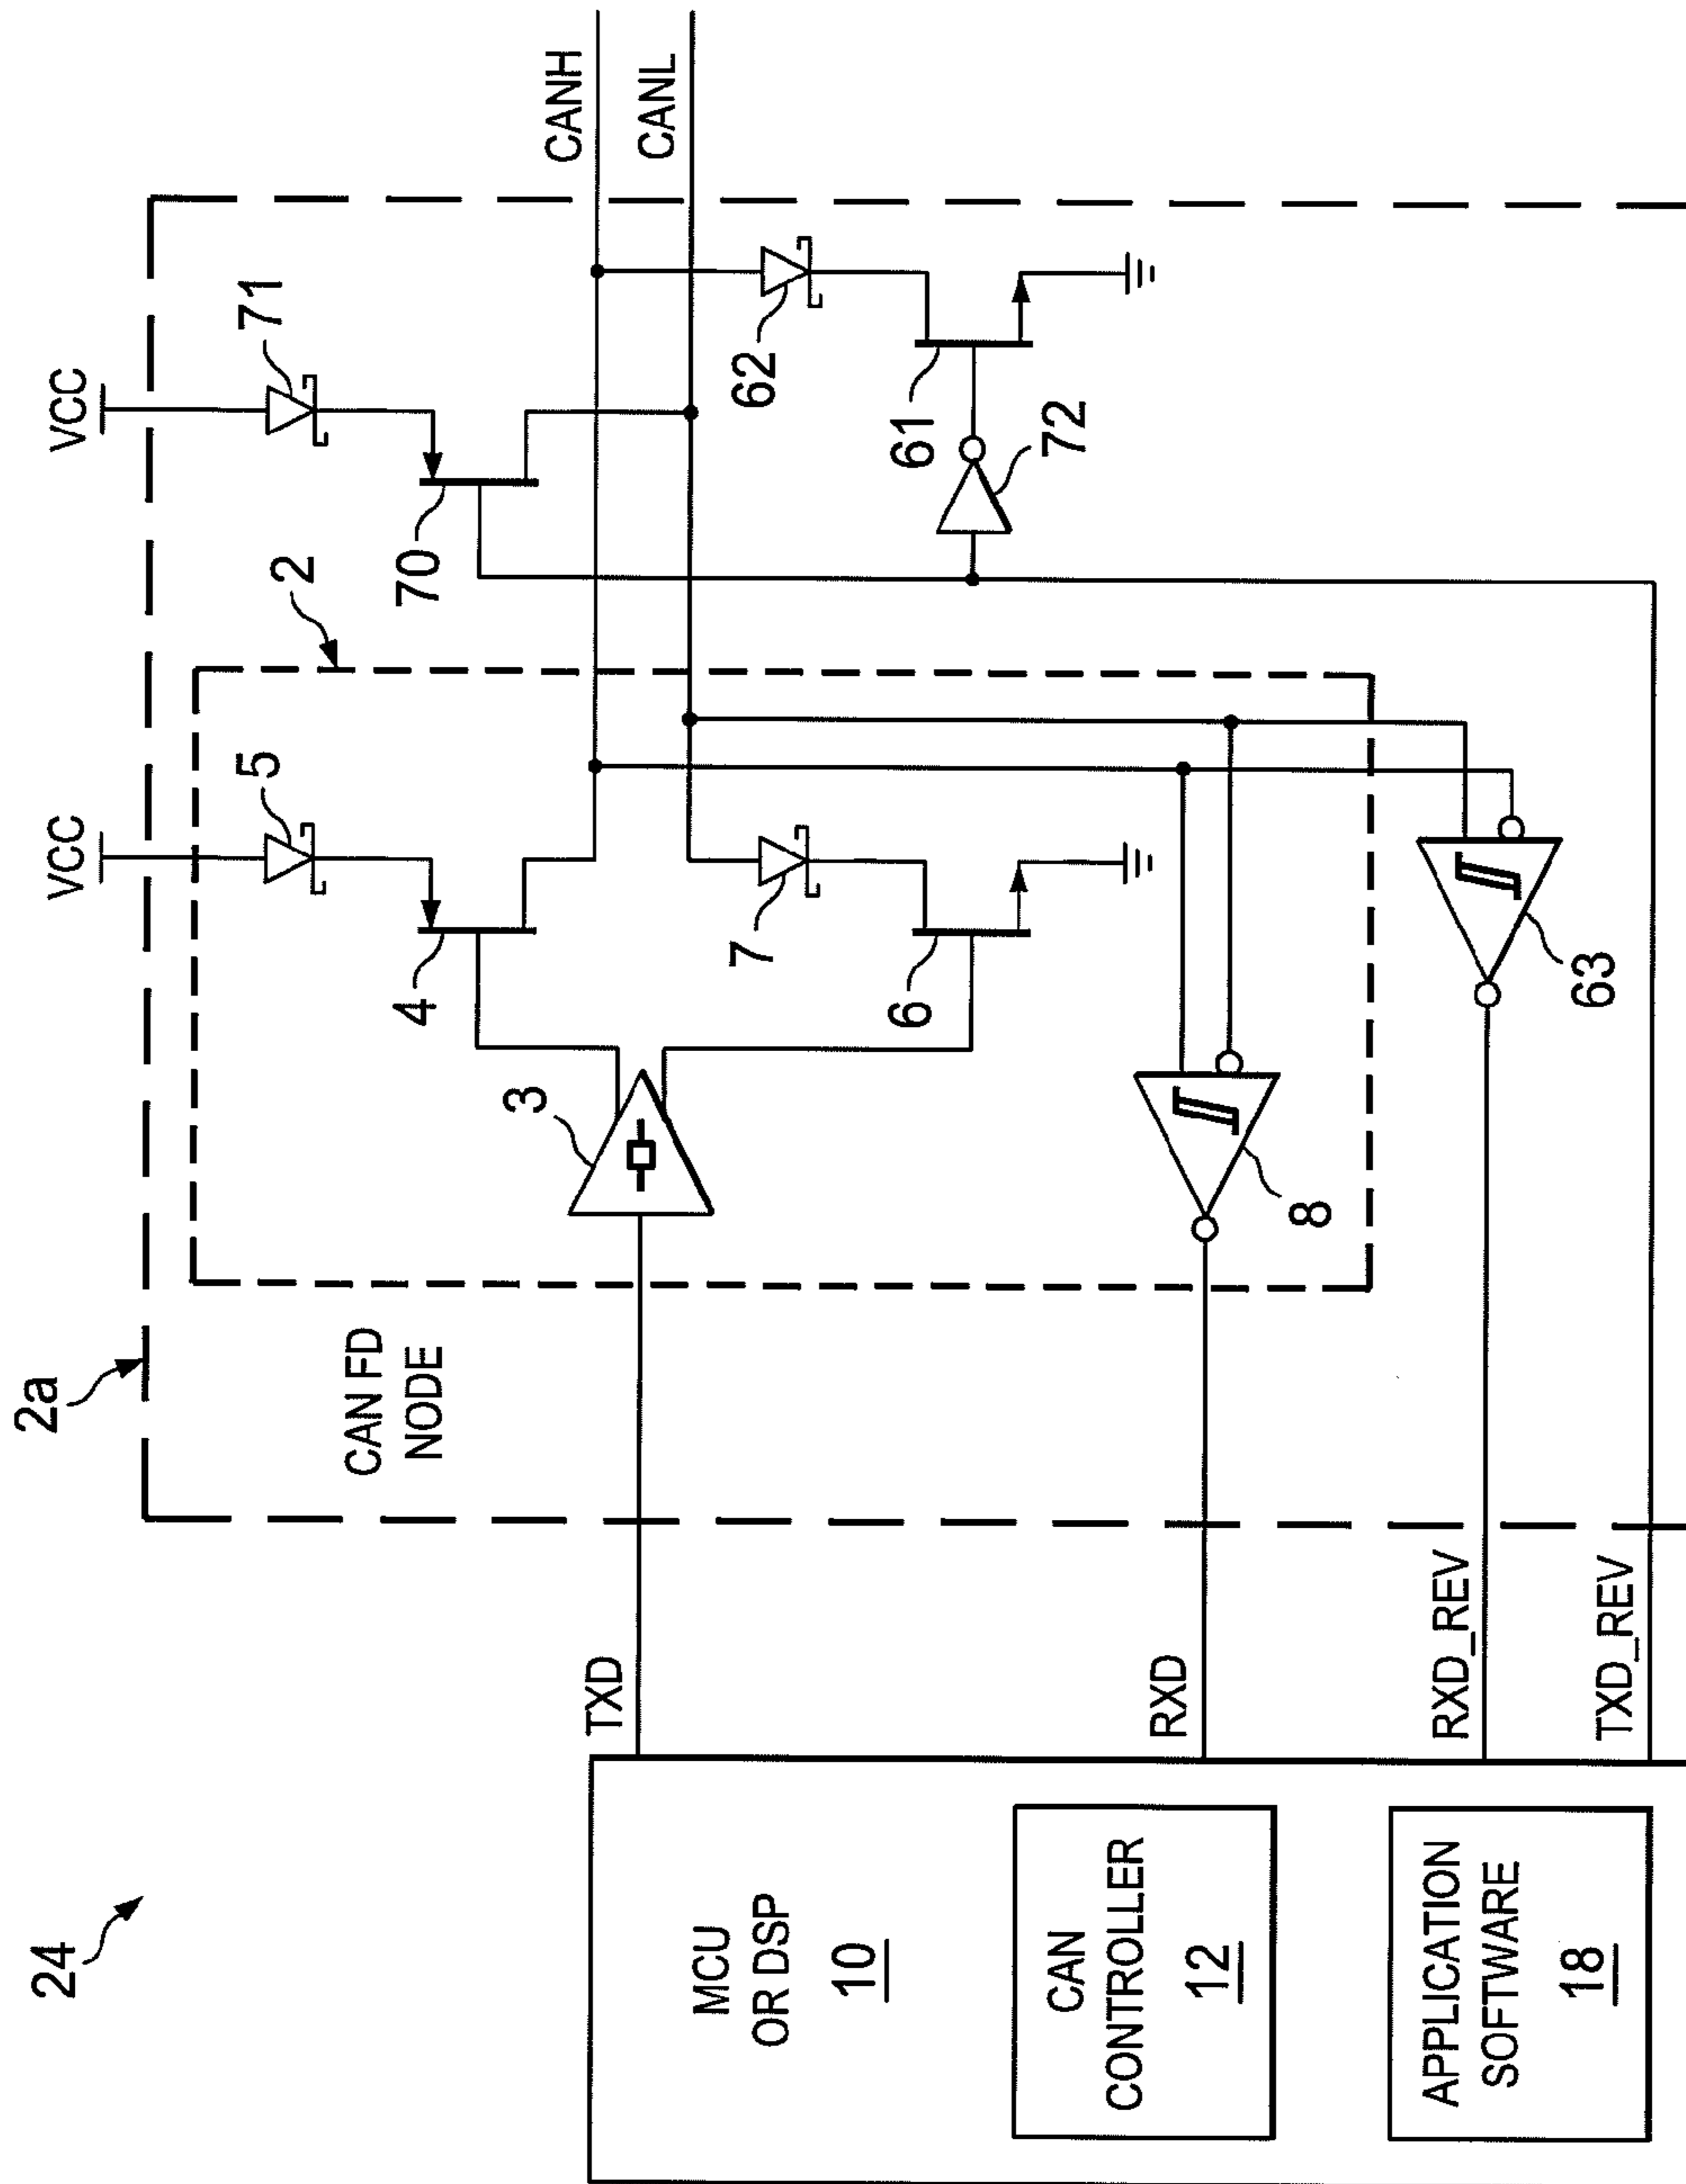 24
2a
VCC
VCC
CAN FD
NODE
2
5
4
3
7
6
8
71
70
62
61
72
63
CANH
CANL
TXD
RXD
RXD_REV
TXD_REV
MCU
OR DSP
10
CAN
CONTROLLER
12
APPLICATION
SOFTWARE
18